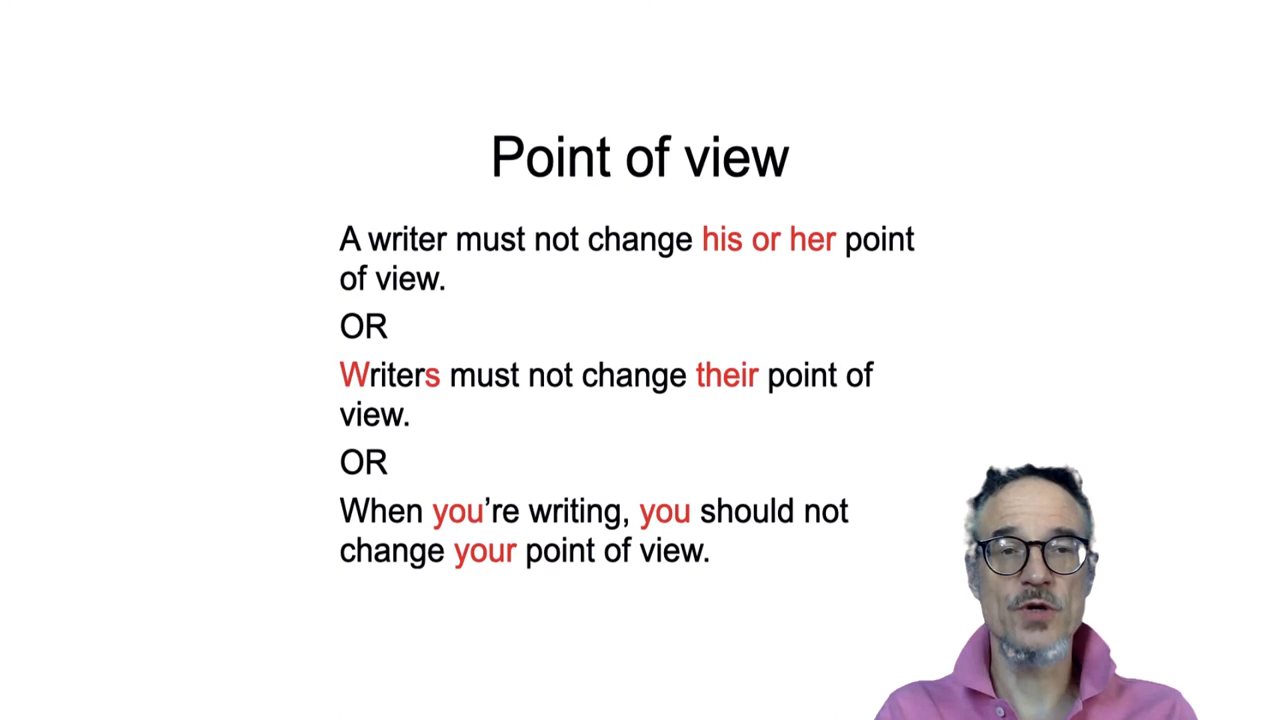 Point of view
A writer must not change his or her point
of view.
OR
Writers must not change their point of
view.
OR
When you’re writing, you should not
change your point of view.